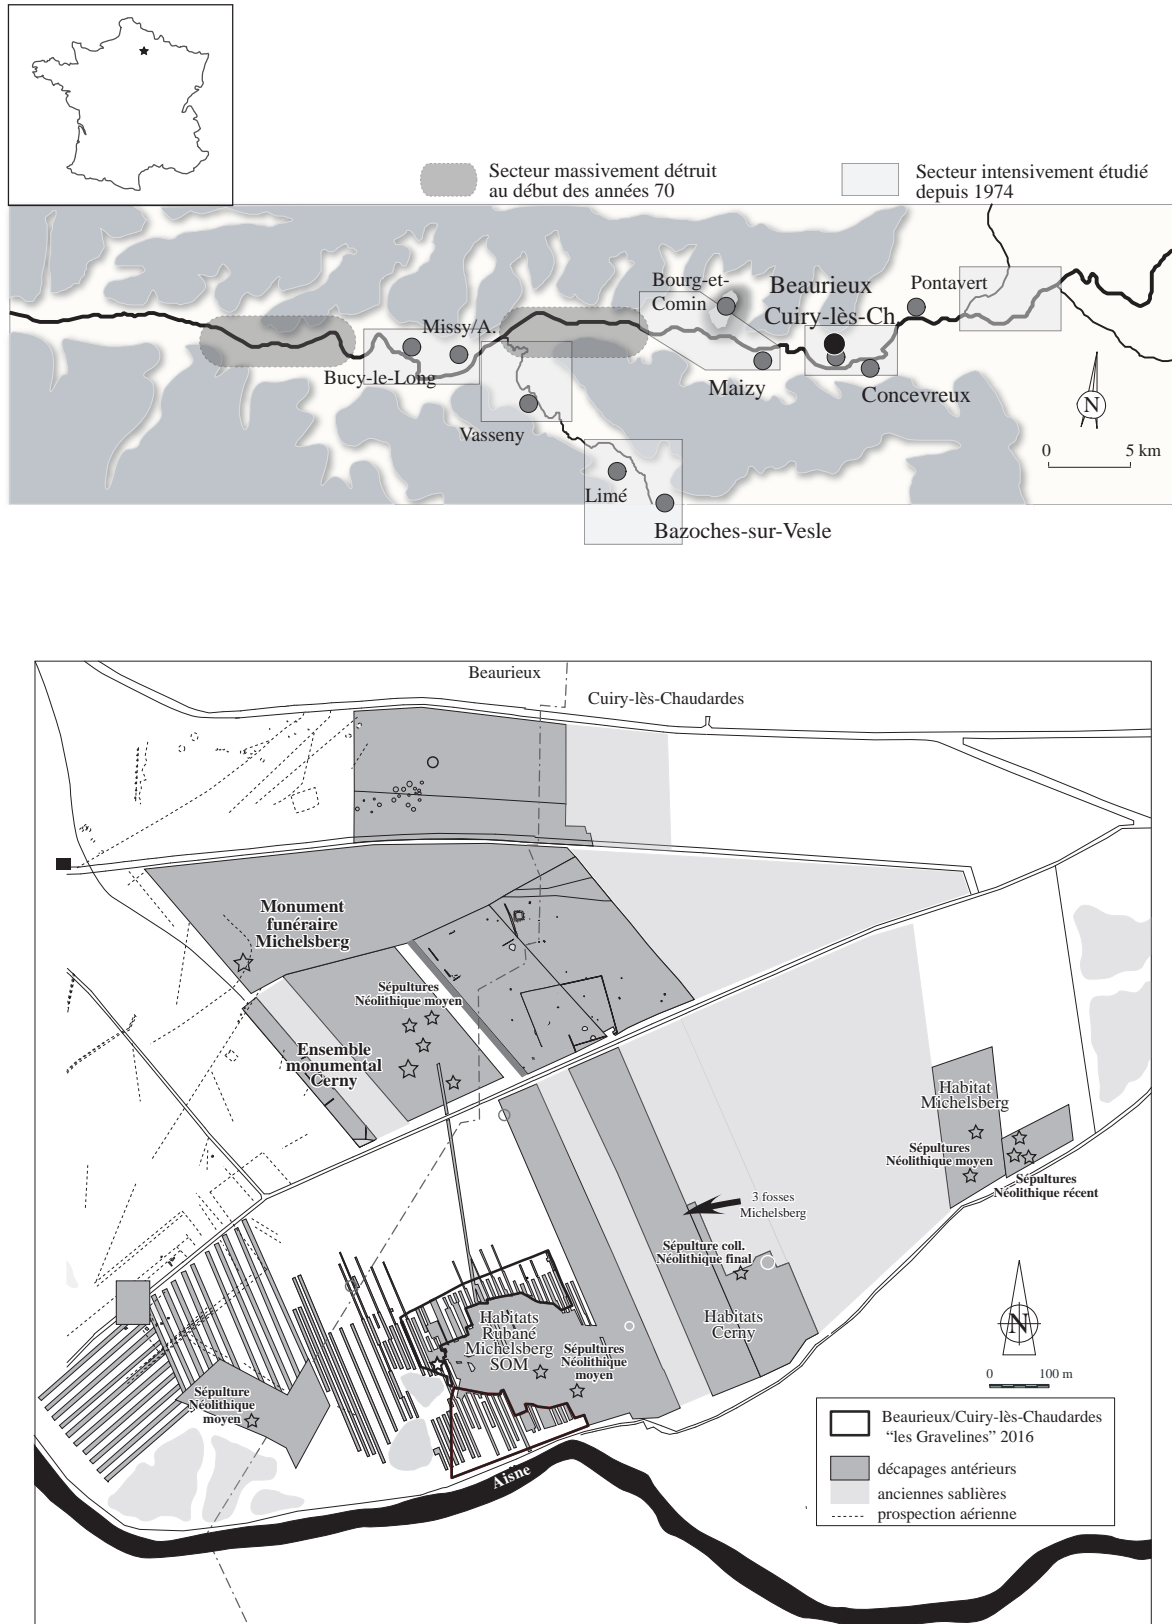 Secteur massivement détruit
au début des années 70
Secteur intensivement étudié
depuis 1974
Bourg-et-
Comin
Beaurieux
Cuiry-lès-Ch.
Pontavert
Missy/A.
Bucy-le-Long
Maizy
Concevreux
Vasseny
N
0 5 km
Limé
Bazoches-sur-Vesle
Beaurieux
Cuiry-lès-Chaudardes
Monument
funéraire
Michelsberg
Sépultures
Néolithique moyen
Ensemble
monumental
Cerny
Habitat
Michelsberg
Sépultures
Néolithique moyen
Sépultures
Néolithique récent
3 fosses
Michelsberg
Sépulture coll.
Néolithique final
Habitats
Cerny
Habitats
Rubané
Michelsberg
SOM
Sépultures
Néolithique
moyen
Sépulture
Néolithique
moyen
N
0 100 m
Aisne
Beaurieux/Cuiry-lès-Chaudardes
“les Gravelines” 2016
décapages antérieurs
anciennes sablières
prospection aérienne